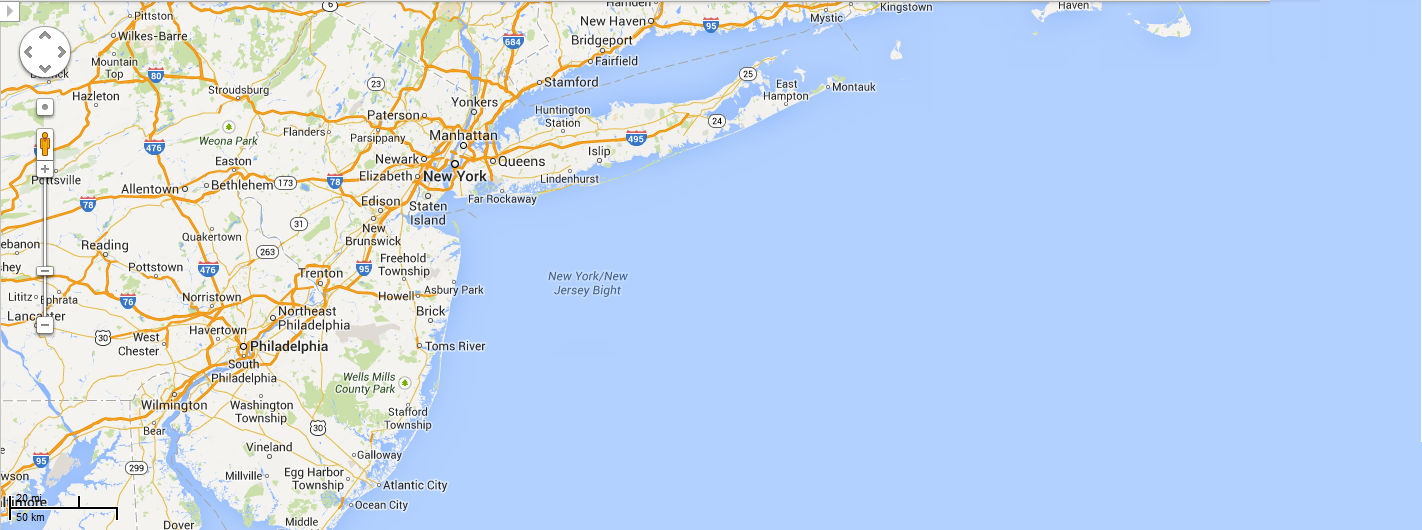 Pittston
6
Hamden
Kingstown
Haven
New Haven
95
Mystic
Wilkes-Barre
684
Bridgeport
Mountain
Top
80
Fairfield
Stamford
25
23
Stroudsburg
East
Hampton
Montauk
Hazleton
Yonkers
Huntington
Station
Paterson
24
Weona Park
Flanders
Parsippany
Manhattan
495
476
Newark
Queens
Islip
Easton
Pottsville
Elizabeth
New York
Lindenhurst
Allentown
Bethlehem
173
78
78
Edison
Staten
Island
Far Rockaway
31
New
Brunswick
Quakertown
ebanon
Reading
263
Freehold
Township
hey
Pottstown
476
Trenton
95
New York/New
Jersey Bight
Lititz
Ephrata
76
Norristown
Howell
Asbury Park
Lancaster
Northeast
Philadelphia
Brick
30
West
Chester
Havertown
Philadelphia
Toms River
South
Philadelphia
Wells Mills
County Park
Wilmington
Washington
Township
Stafford
Township
Bear
30
Vineland
Galloway
95
299
wson
Millville
Egg Harbor
Township
Atlantic City
20 mi
50 km
Ocean City
Dover
Middle